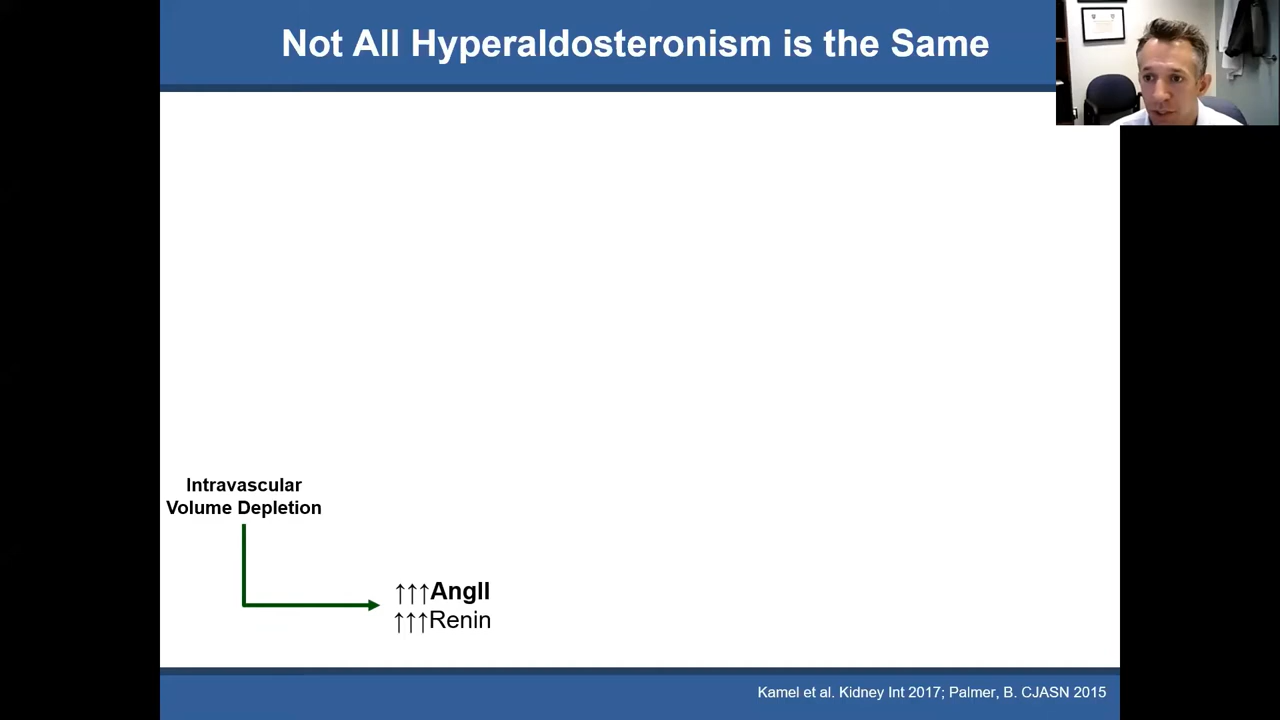 Not All Hyperaldosteronism is the Same
Intravascular
Volume Depletion
↑↑↑AngII
↑↑↑Renin
Kamel et al. Kidney Int 2017; Palmer, B. CJASN 2015